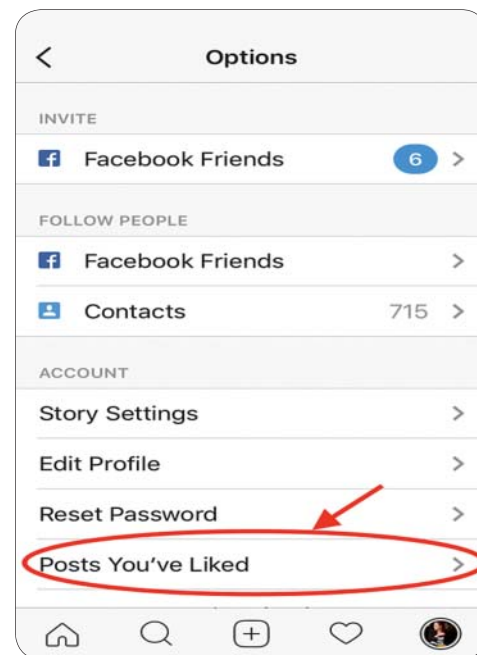 Options
INVITE
Facebook Friends 6
FOLLOW PEOPLE
Facebook Friends
Contacts 715
ACCOUNT
Story Settings
Edit Profile
Reset Password
Posts You've Liked